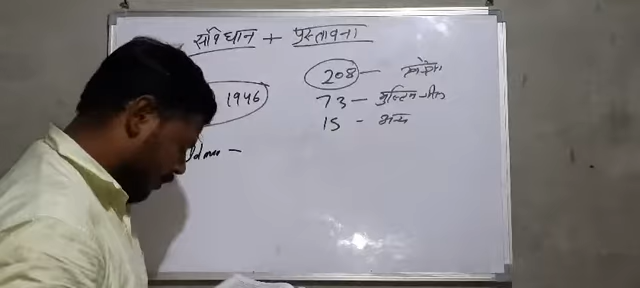 संविधान + प्रस्तावना
208 — कांग्रेस
1946
73 — मुस्लिम लीग
15 - अन्य